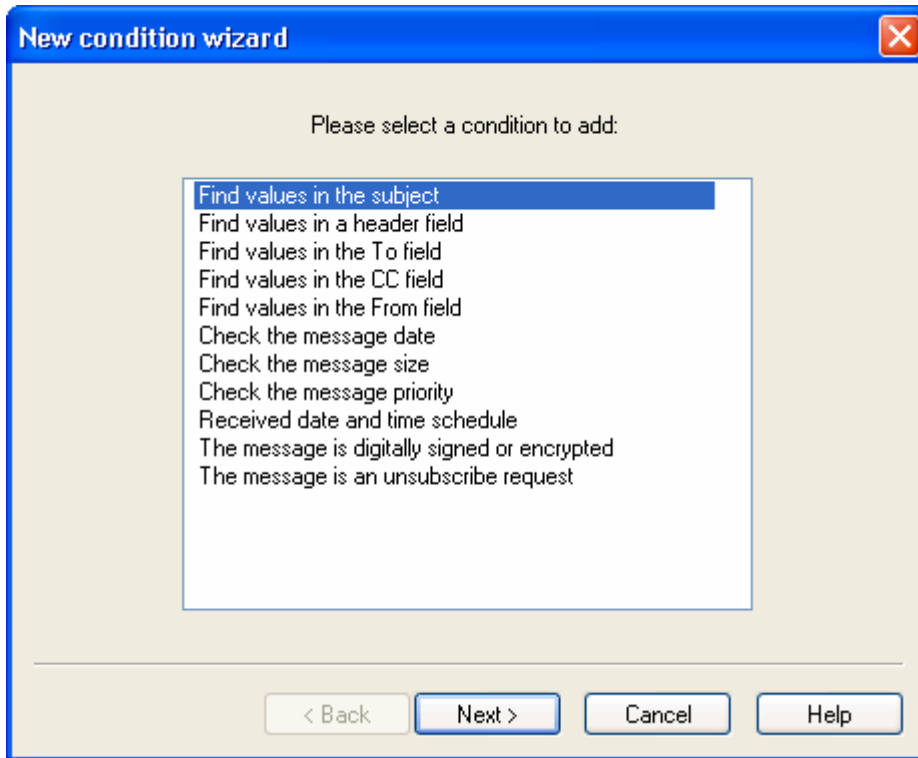 New condition wizard
Please select a condition to add:
Find values in the subject
Find values in a header field
Find values in the To field
Find values in the CC field
Find values in the From field
Check the message date
Check the message size
Check the message priority
Received date and time schedule
The message is digitally signed or encrypted
The message is an unsubscribe request
< Back Next > Cancel Help